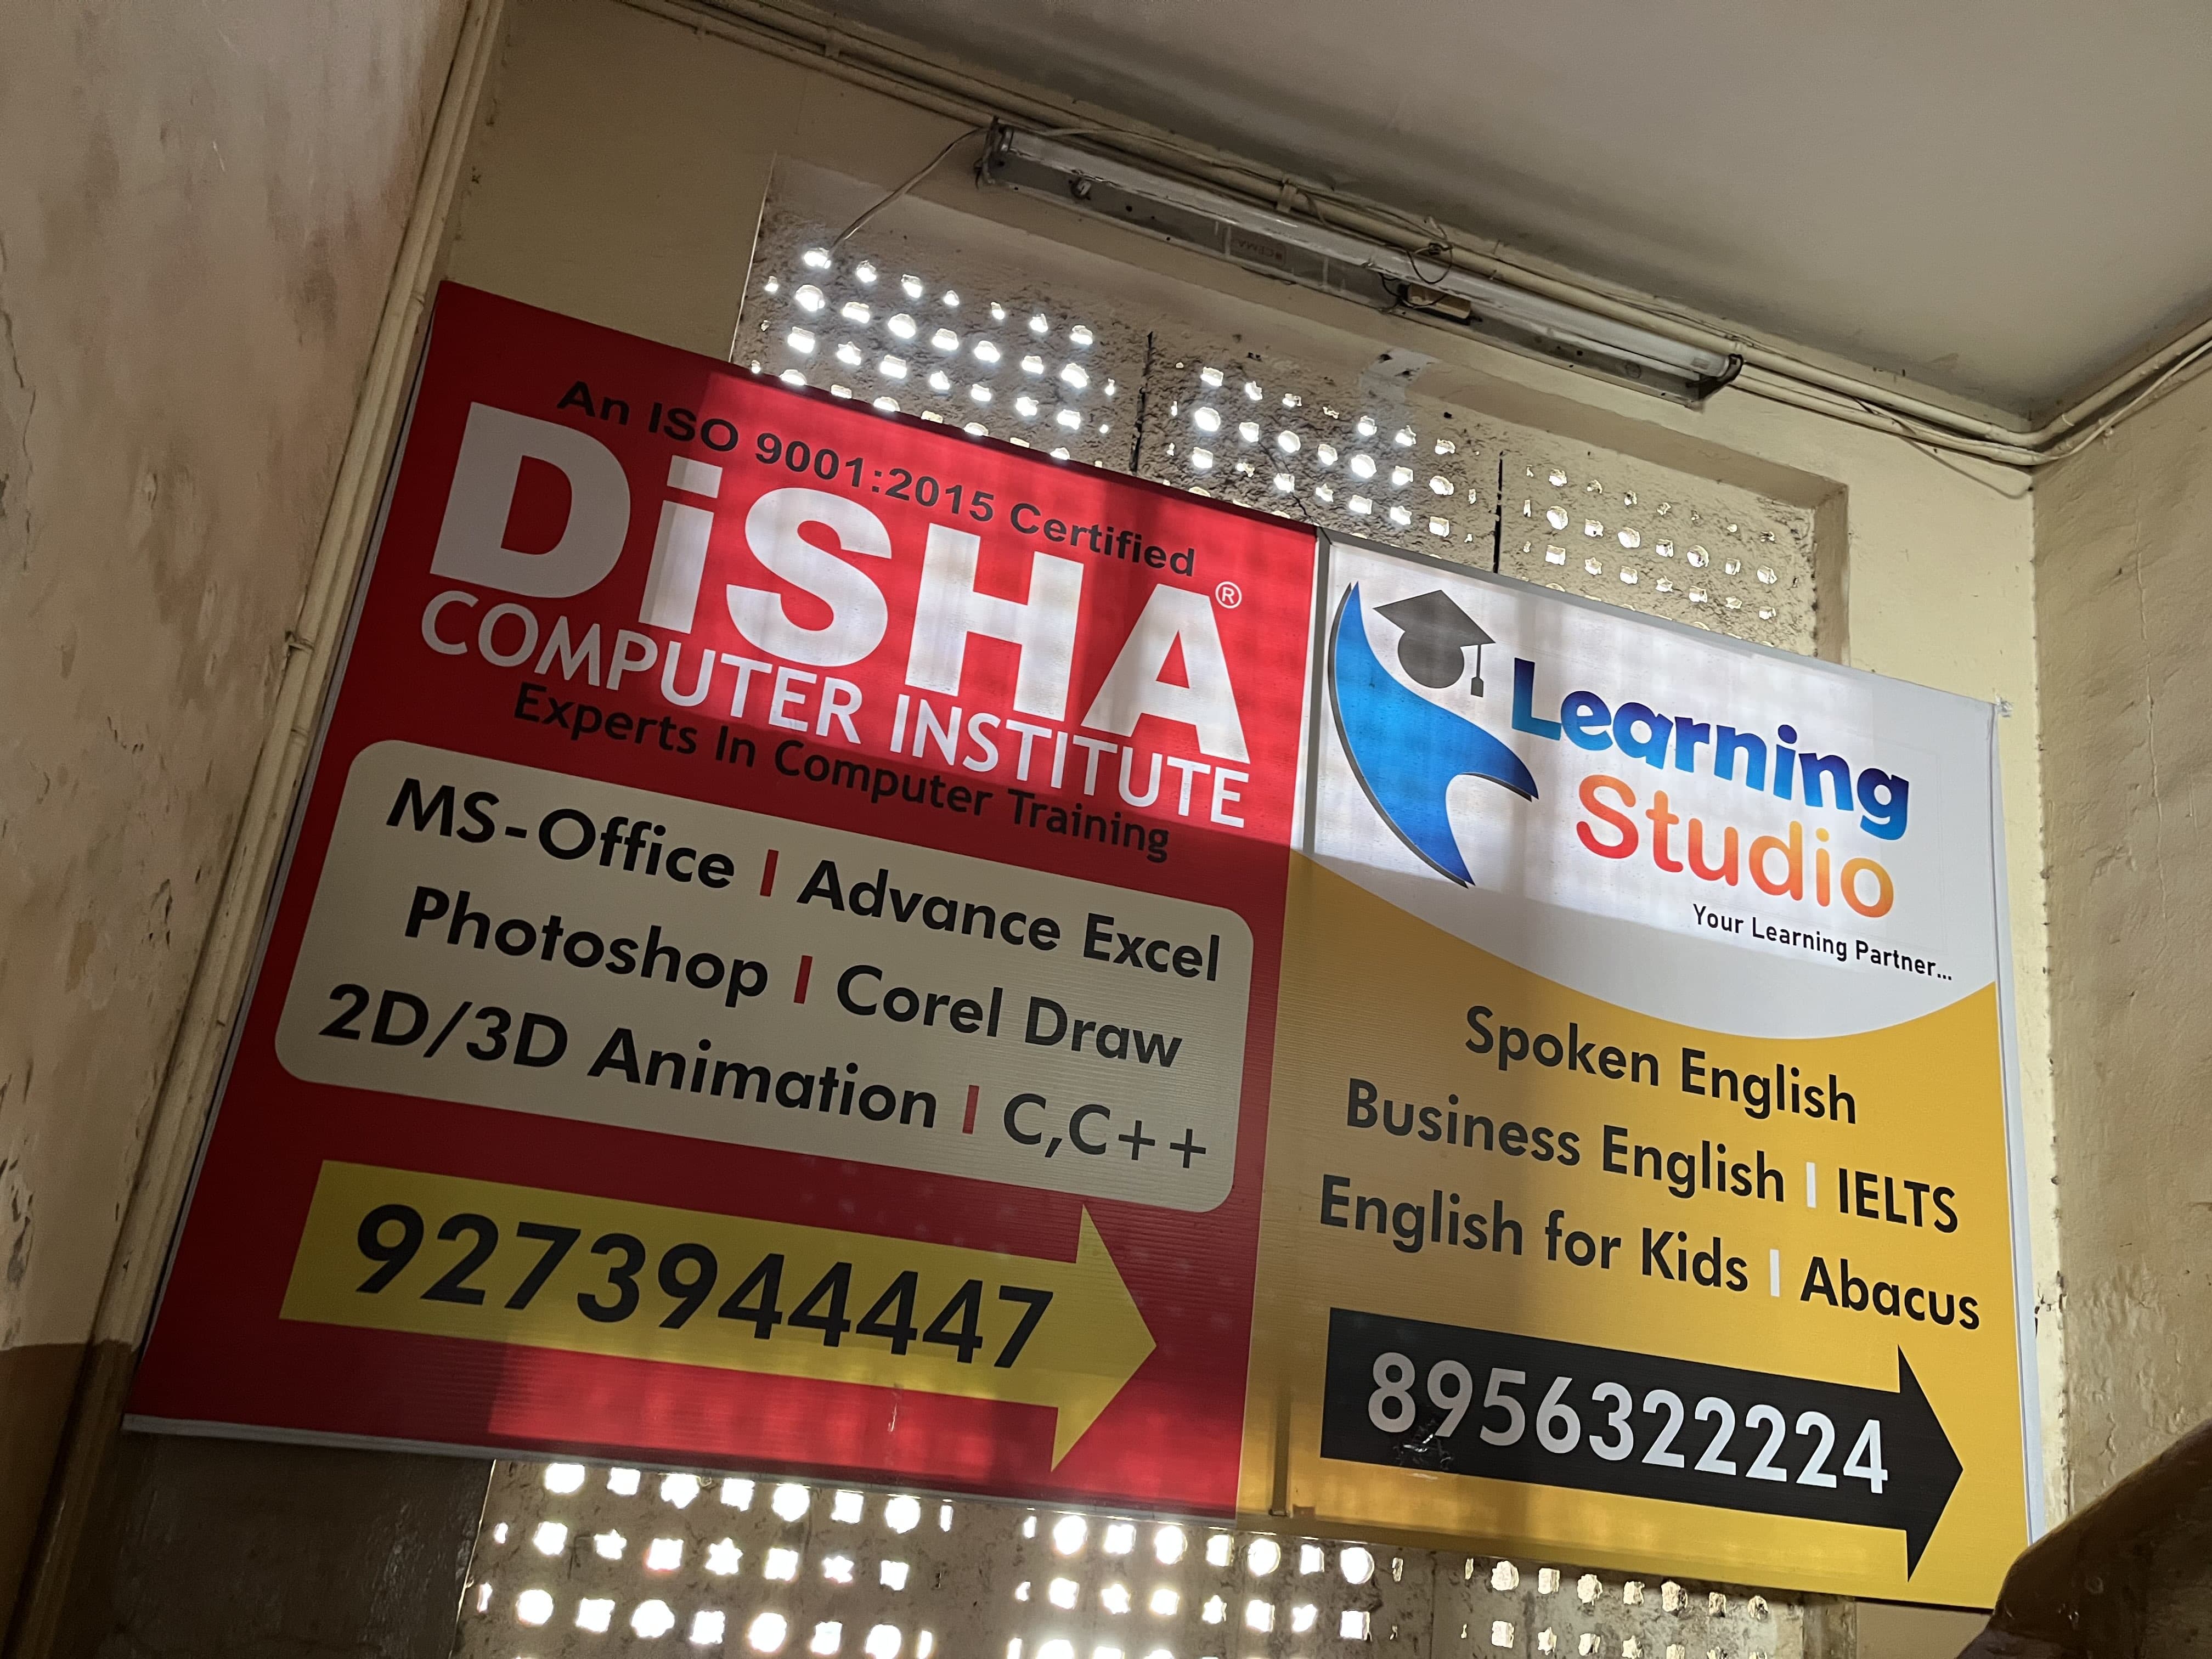 An ISO 9001:2015 Certified
DiSHA®
COMPUTER INSTITUTE
Experts In Computer Training
MS-Office | Advance Excel
Photoshop | Corel Draw
2D/3D Animation | C,C++
9273944447
Learning
Studio
Your Learning Partner...
Spoken English
Business English | IELTS
English for Kids | Abacus
8956322224